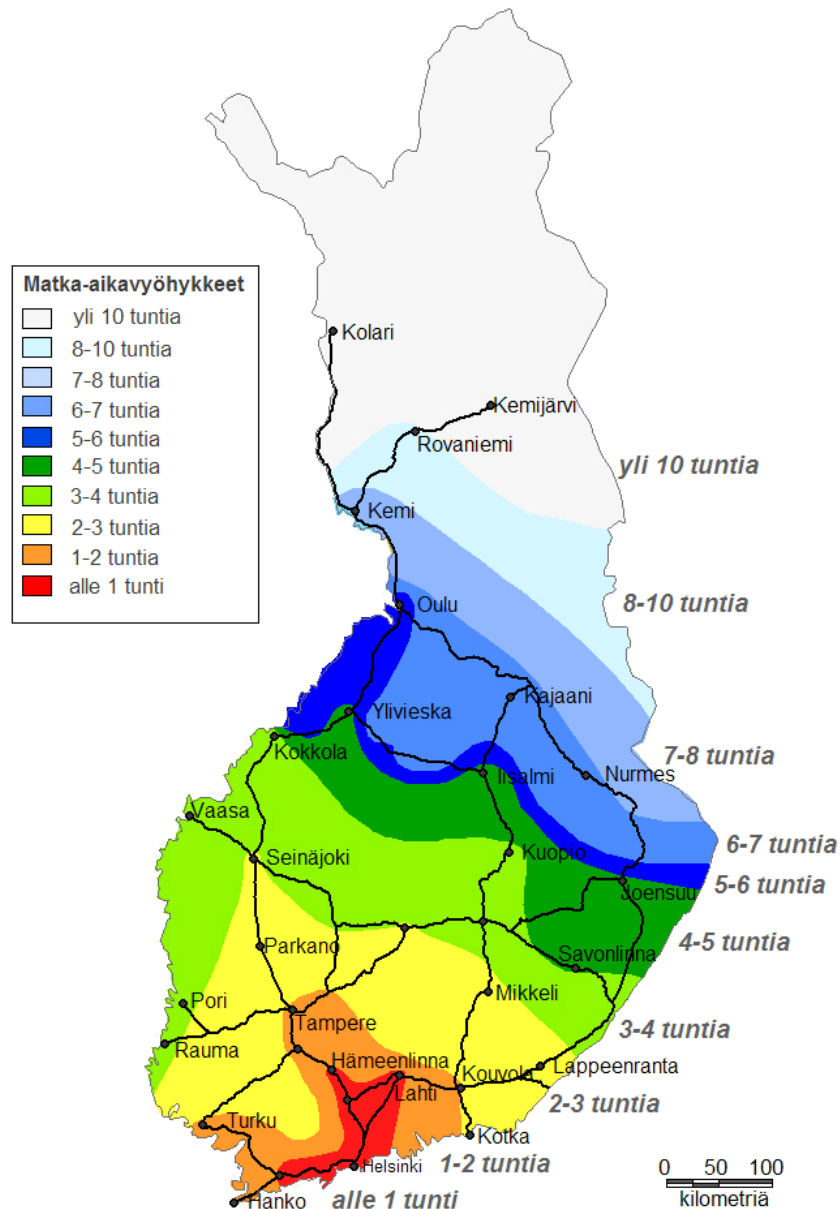 Matka-aikavyöhykkeet
yli 10 tuntia
8-10 tuntia
7-8 tuntia
6-7 tuntia
5-6 tuntia
4-5 tuntia
3-4 tuntia
2-3 tuntia
1-2 tuntia
alle 1 tunti
Kolari
Kemijärvi
Rovaniemi
yli 10 tuntia
Kemi
Oulu
8-10 tuntia
Kajaani
Ylivieska
Kokkola
7-8 tuntia
Iisalmi
Nurmes
Vaasa
6-7 tuntia
Seinäjoki
Kuopio
5-6 tuntia
Joensuu
Parkano
4-5 tuntia
Savonlinna
Mikkeli
Pori
Tampere
3-4 tuntia
Rauma
Hämeenlinna
Lappeenranta
Kouvola
Lahti
2-3 tuntia
Turku
Kotka
1-2 tuntia
Helsinki
0 50 100
kilometriä
Hanko
alle 1 tunti